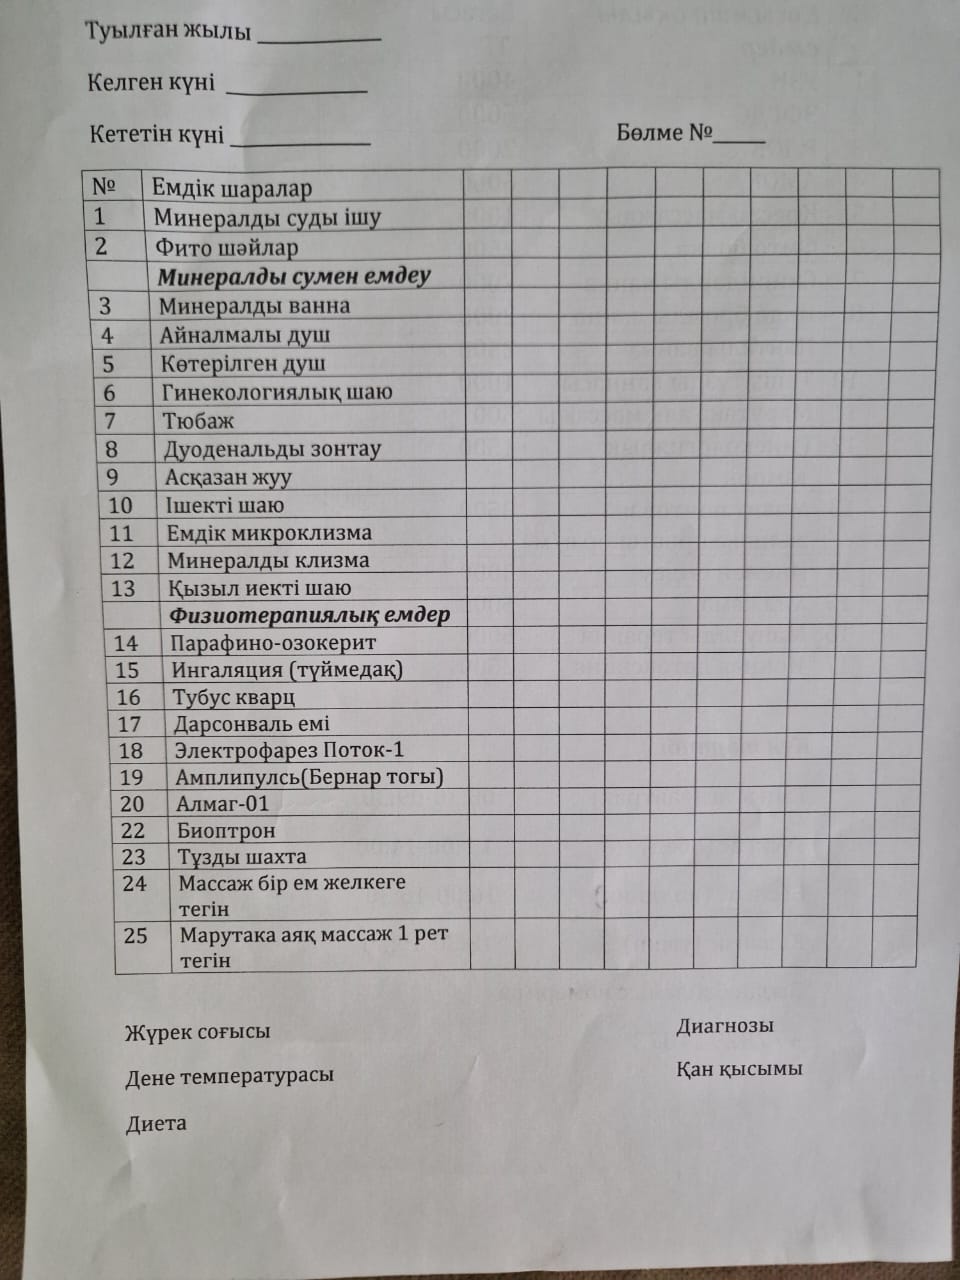 Туылған жылы ____________
Келген күні ______________
Кететін күні ______________ Бөлме №_____
№ Емдік шаралар
1 Минералды суды ішу
2 Фито шәйлар
Минералды сумен емдеу
3 Минералды ванна
4 Айналмалы душ
5 Көтерілген душ
6 Гинекологиялық шаю
7 Тюбаж
8 Дуоденальды зонтау
9 Асқазан жуу
10 Ішекті шаю
11 Емдік микроклизма
12 Минералды клизма
13 Қызыл иекті шаю
Физиотерапиялық емдер
14 Парафино-озокерит
15 Ингаляция (түймедақ)
16 Тубус кварц
17 Дарсонваль емі
18 Электрофарез Поток-1
19 Амплипулсь(Бернар тогы)
20 Алмаг-01
22 Биоптрон
23 Тұзды шахта
24 Массаж бір ем желкеге
тегін
25 Марутака аяқ массаж 1 рет
тегін
Жүрек соғысы Диагнозы
Дене температурасы Қан қысымы
Диета